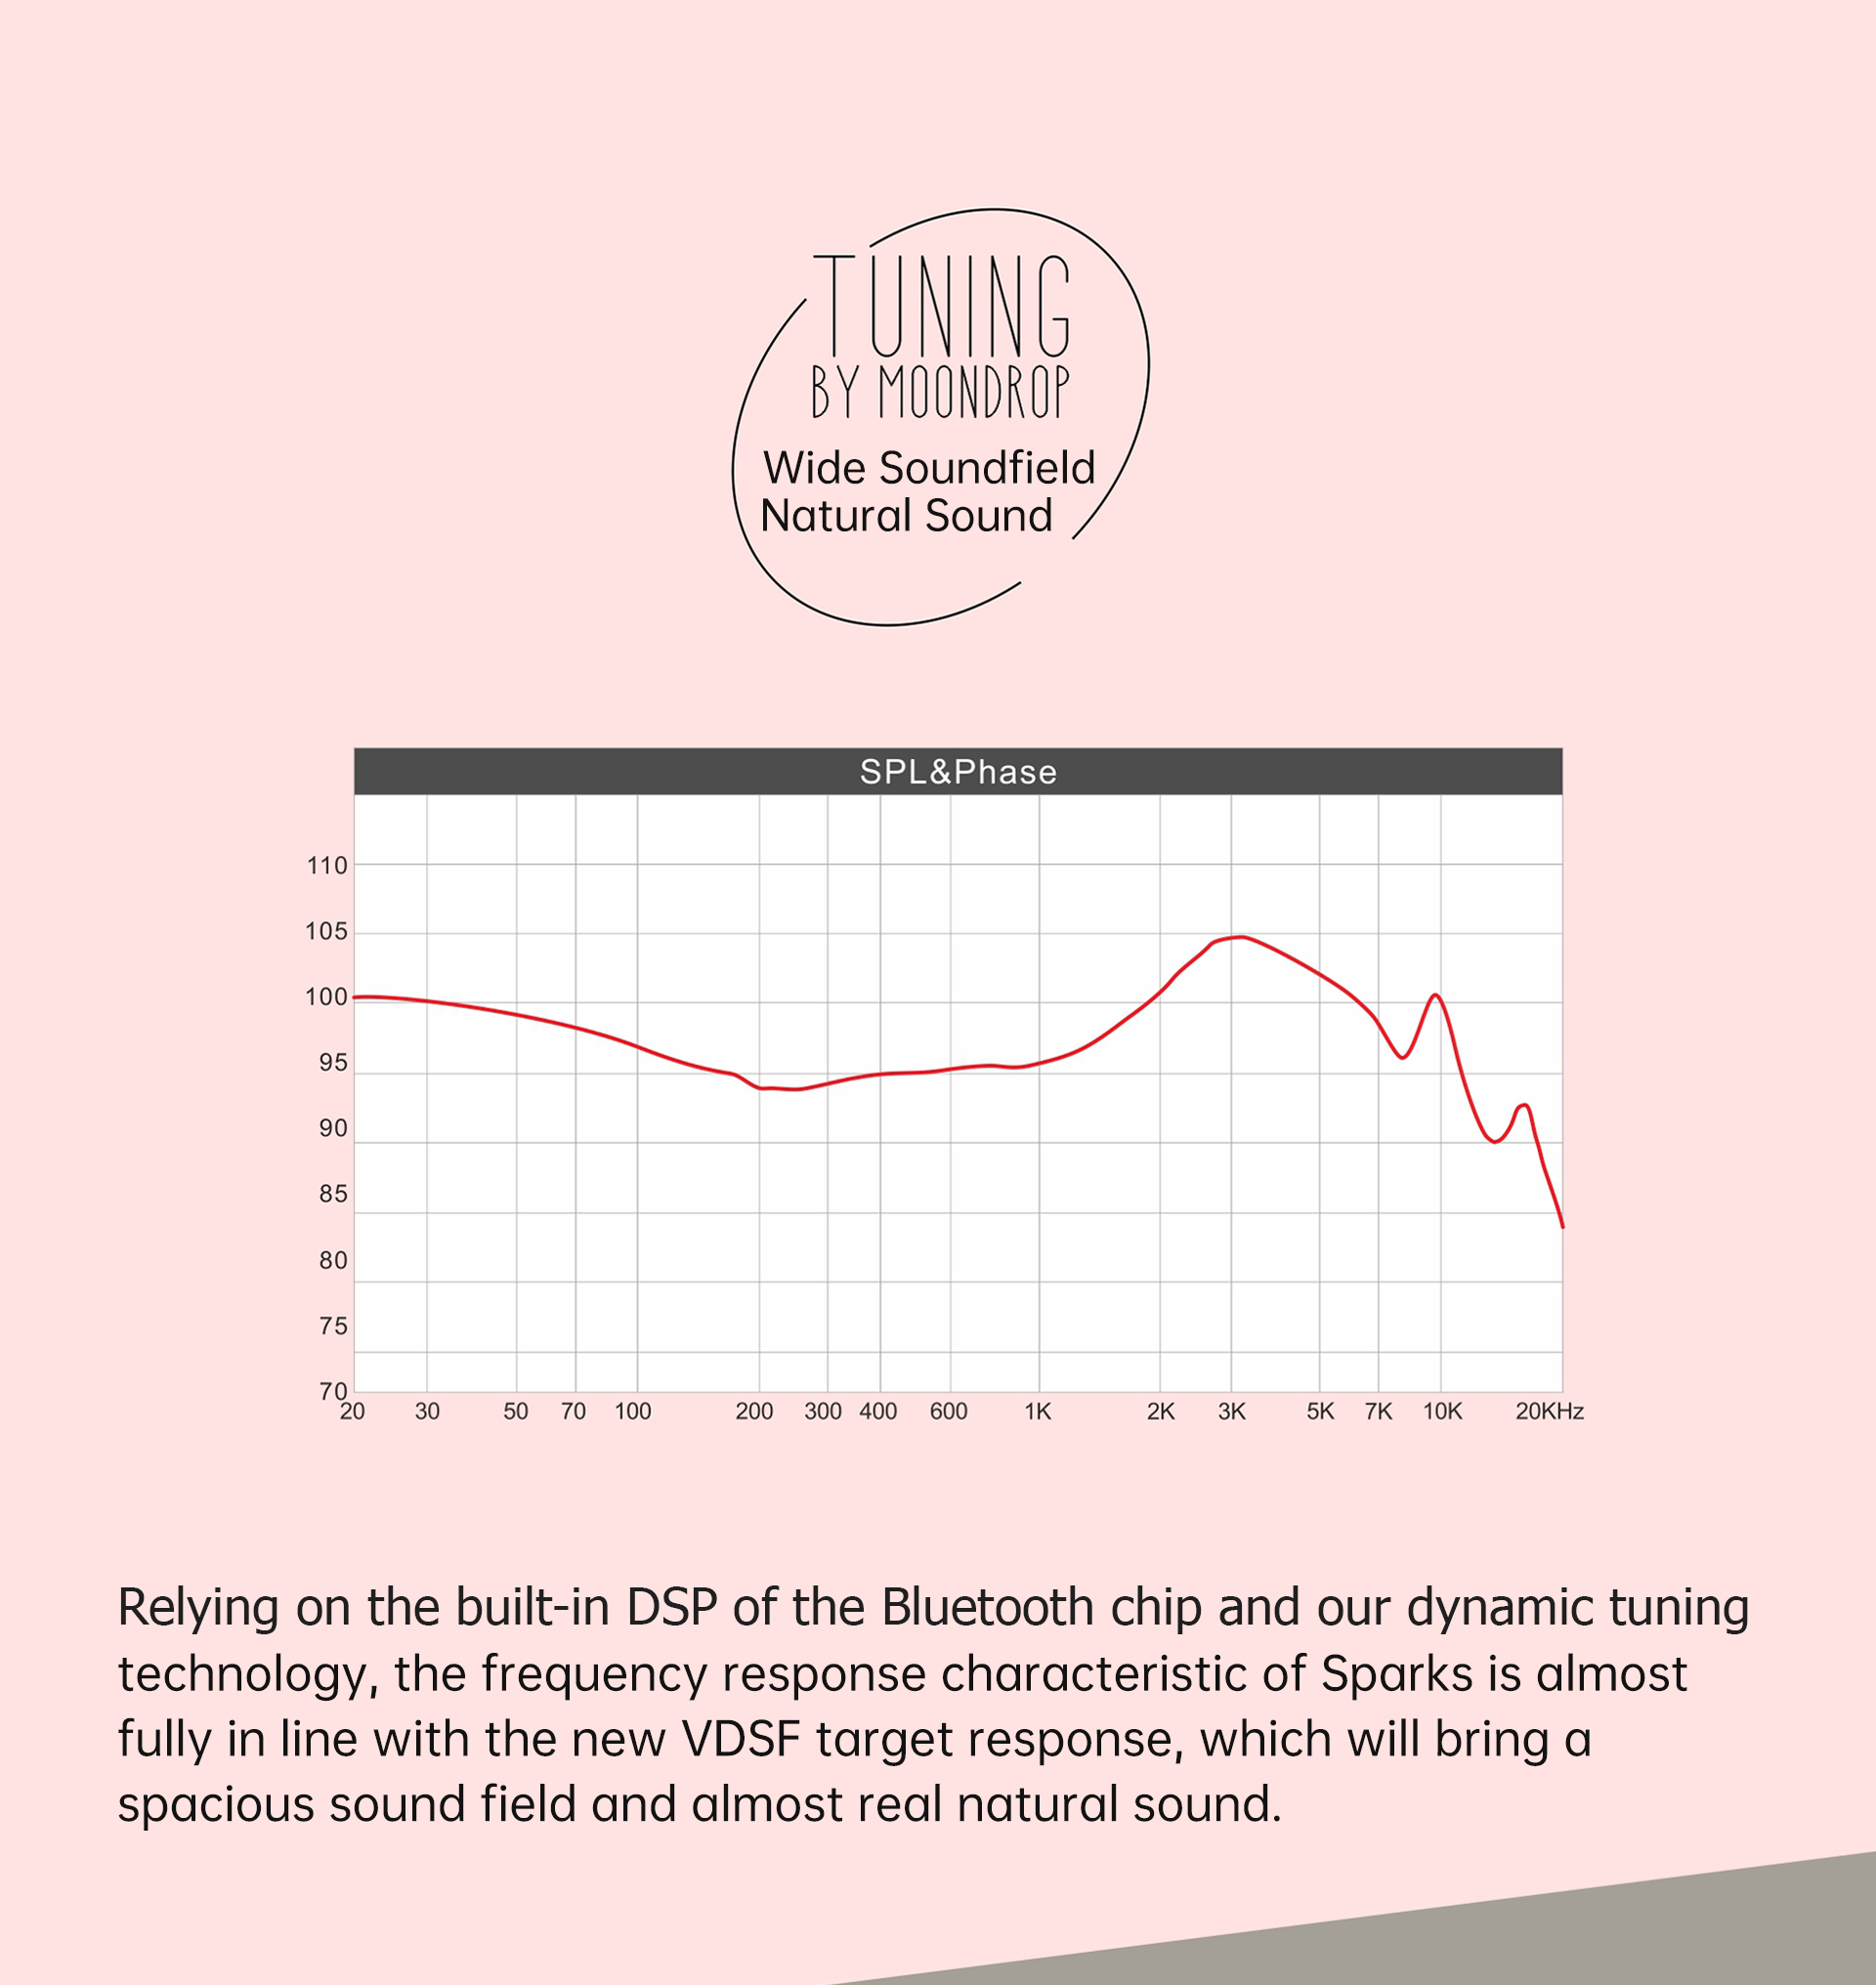 TUNING
BY MOONDROP
Wide Soundfield
Natural Sound
SPL&Phase
110
105
100
95
90
85
80
75
70
20 30 50 70 100 200 300 400 600 1K 2K 3K 5K 7K 10K 20KHz
Relying on the built-in DSP of the Bluetooth chip and our dynamic tuning
technology, the frequency response characteristic of Sparks is almost
fully in line with the new VDSF target response, which will bring a
spacious sound field and almost real natural sound.